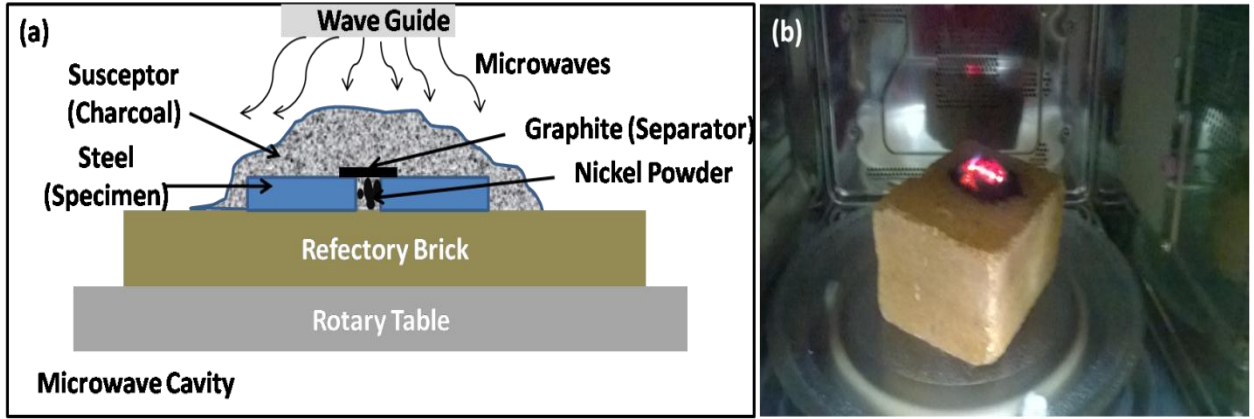 (a)
Wave Guide
Microwaves
Susceptor
(Charcoal)
Graphite (Separator)
Steel
(Specimen)
Nickel Powder
Refectory Brick
Rotary Table
Microwave Cavity
(b)